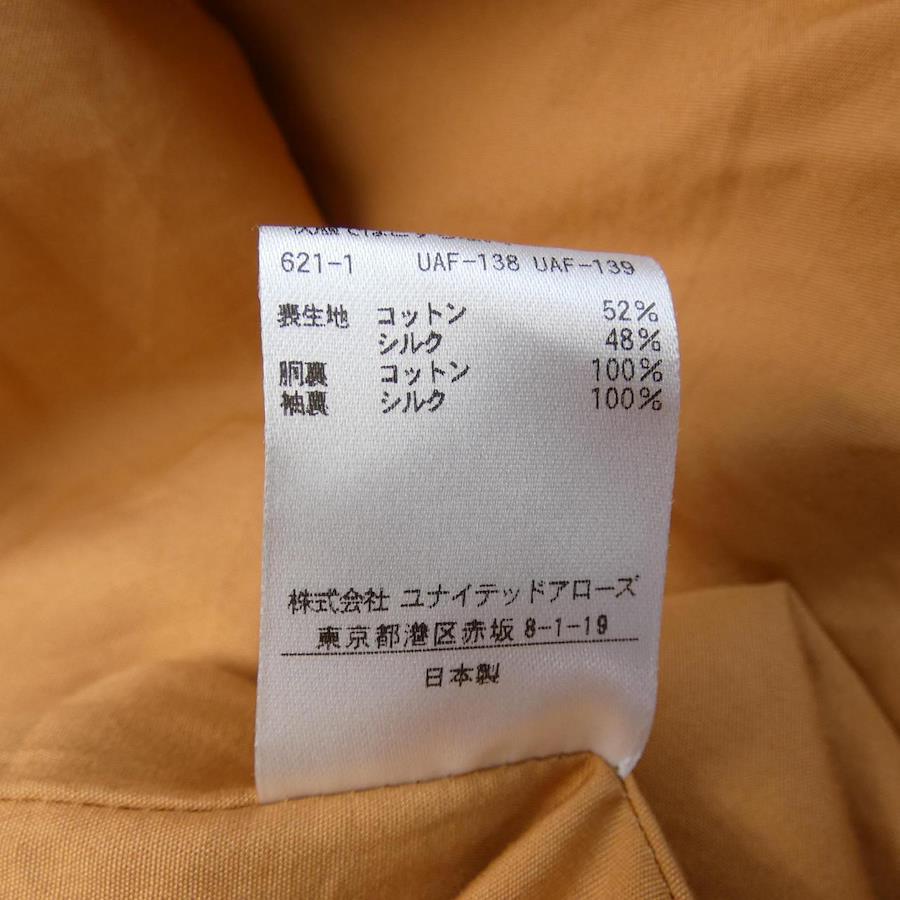 621-1 UAF-138 UAF-139
表生地 コットン 52%
シルク 48%
胴裏 コットン 100%
袖裏 シルク 100%
株式会社 ユナイテッドアローズ
東京都港区赤坂8-1-19
日本製